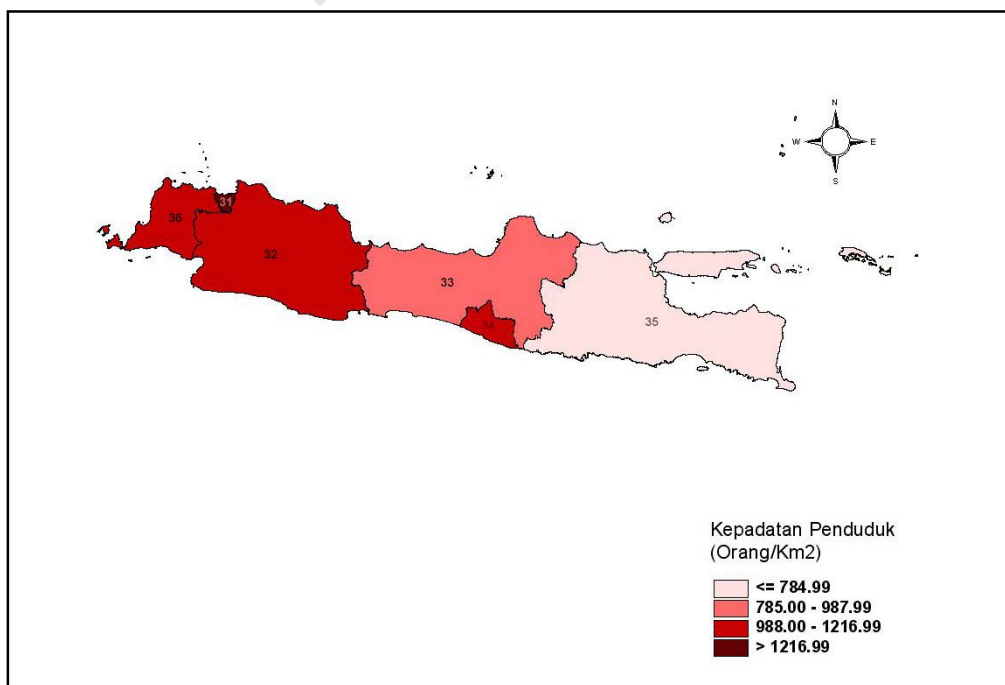 N
W E
S
31
36
32
33
34
35
Kepadatan Penduduk
(Orang/Km2)
<= 784.99
785.00 - 987.99
988.00 - 1216.99
> 1216.99